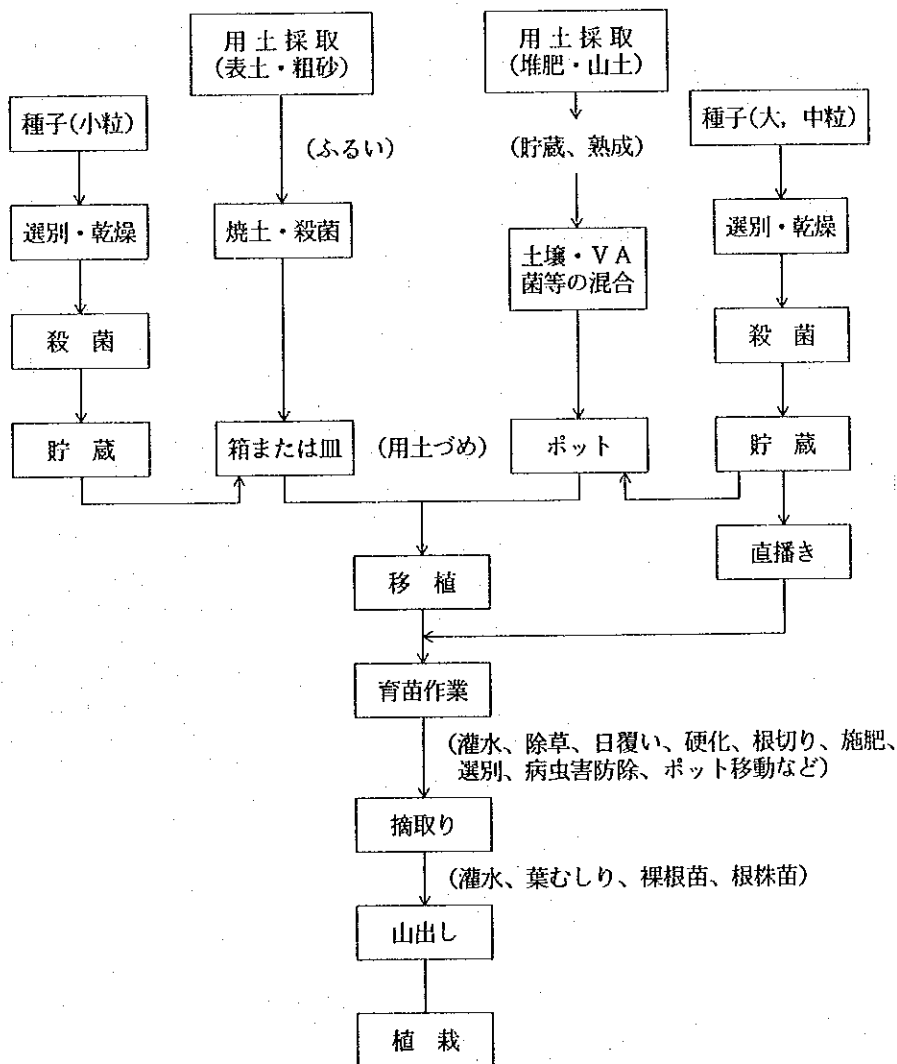 用土採取
(表土・粗砂)
用土採取
(堆肥・山土)
種子(小粒)
種子(大, 中粒)
(ふるい)
(貯蔵、熟成)
選別・乾燥
焼土・殺菌
土壌・VA
菌等の混合
選別・乾燥
殺 菌
殺 菌
貯 蔵
箱または皿
(用土づめ)
ポット
貯 蔵
直播き
移 植
育苗作業
(灌水、除草、日覆い、硬化、根切り、施肥、
選別、病虫害防除、ポット移動など)
摘取り
(灌水、葉むしり、裸根苗、根株苗)
山出し
植 栽